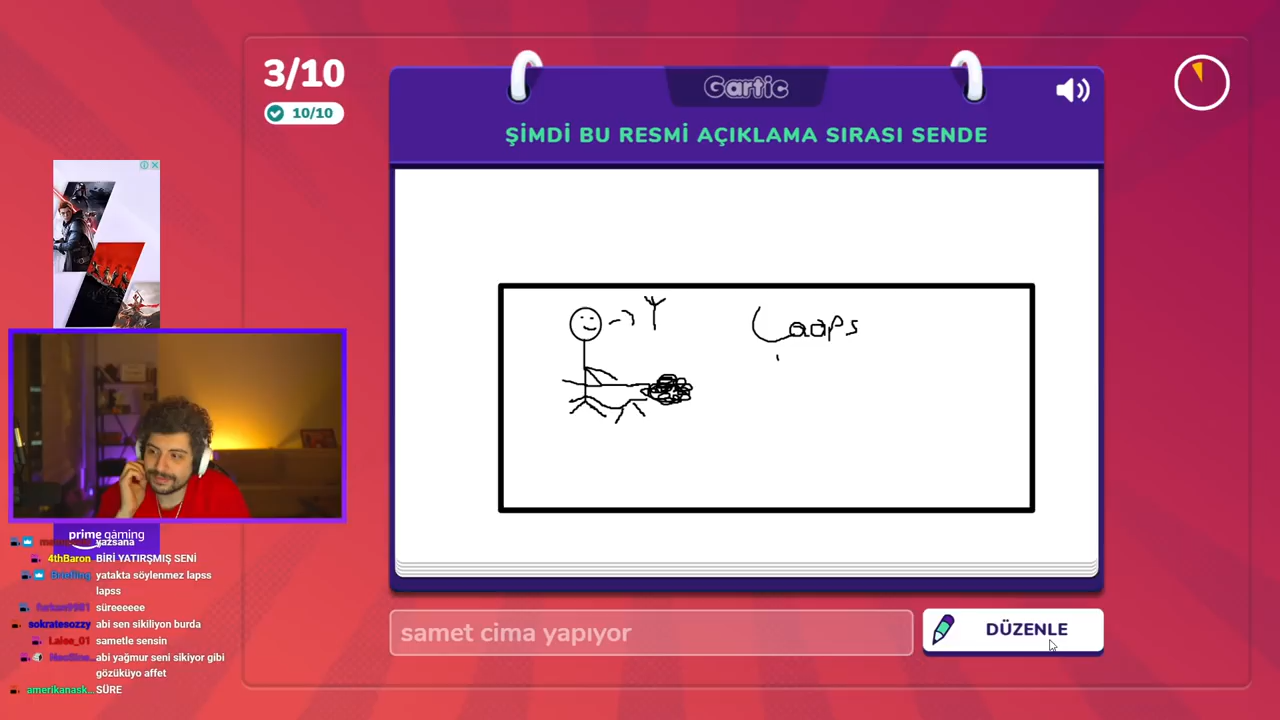 3/10
10/10
Gartic
ŞİMDİ BU RESMİ AÇIKLAMA SIRASI SENDE
Y
Laaps
prime gaming
yazsana
4thBaron BİRİ YATIRŞMIŞ SENİ
yatakta söylenmez lapss
lapss
süreeeeee
sokratesozzy abi sen sikiliyon burda
Lalee_01 sametle sensin
abi yağmur seni sikiyor gibi
gözüküyo affet
amerikanask... SÜRE
samet cima yapıyor
DÜZENLE